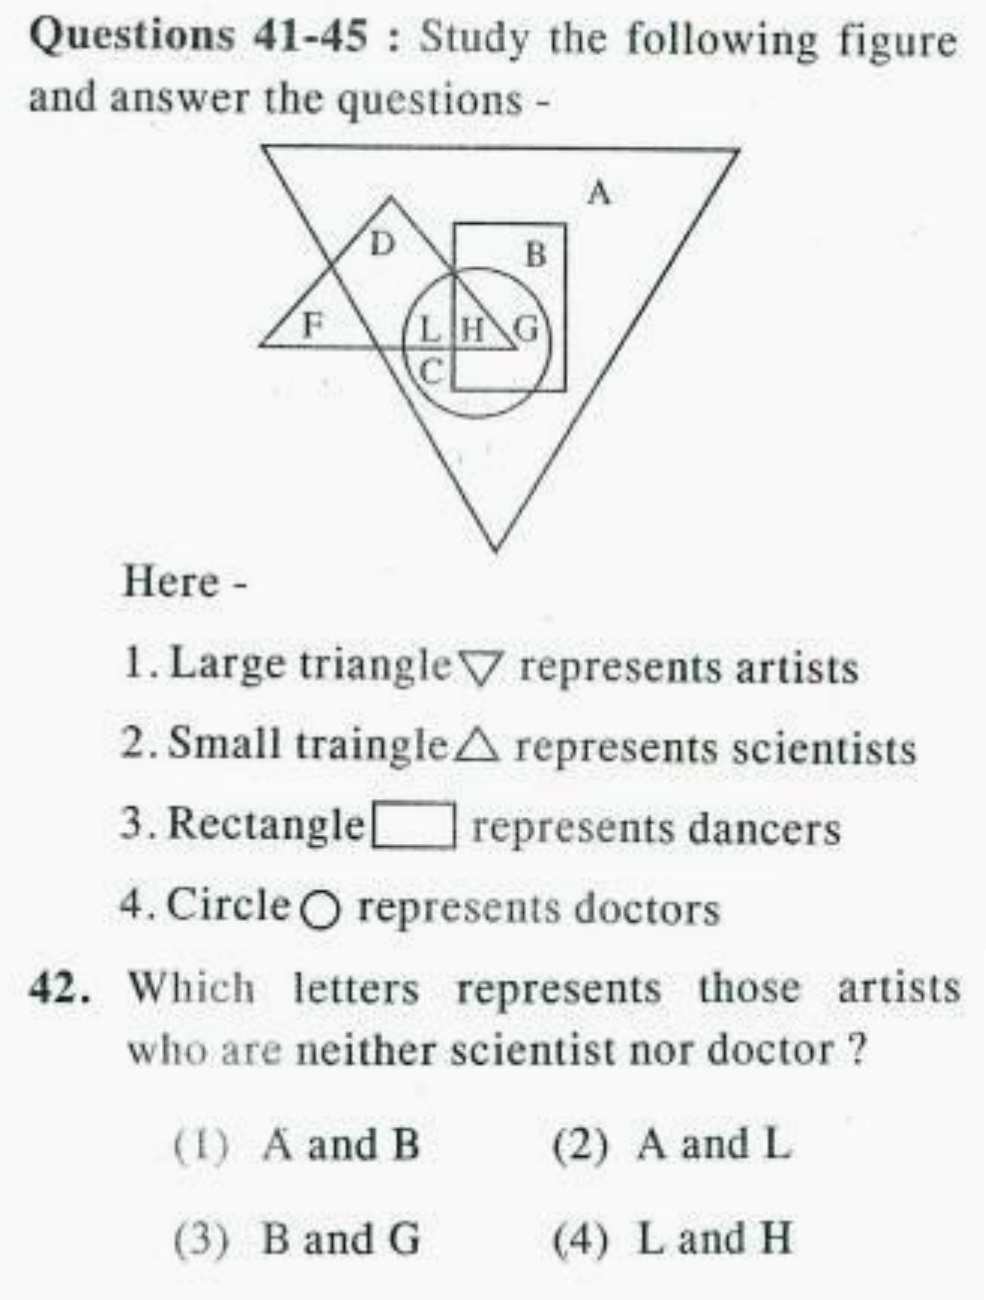 Questions 41-45 : Study the following figure
and answer the questions -
A
D
B
F
L H G
C
Here -
1. Large triangle represents artists
2. Small traingle represents scientists
3. Rectangle represents dancers
4. Circle represents doctors
42. Which letters represents those artists
who are neither scientist nor doctor ?
(1) A and B (2) A and L
(3) B and G (4) L and H